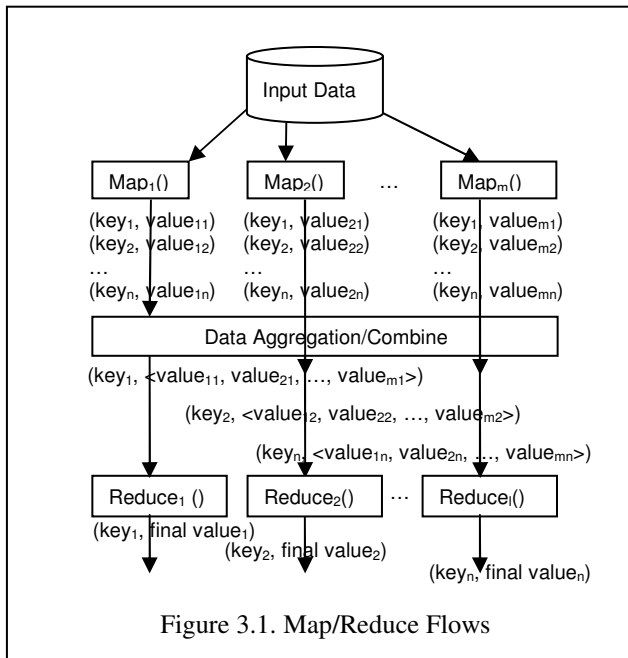 Input Data
Map₁() Map₂() … Mapₘ()
(key₁, value₁₁) (key₁, value₂₁) (key₁, valueₘ₁)
(key₂, value₁₂) (key₂, value₂₂) (key₂, valueₘ₂)
… … …
(keyₙ, value₁ₙ) (keyₙ, value₂ₙ) (keyₙ, valueₘₙ)
Data Aggregation/Combine
(key₁, <value₁₁, value₂₁, …, valueₘ₁>)
(key₂, <value₁₂, value₂₂, …, valueₘ₂>)
(keyₙ, <value₁ₙ, value₂ₙ, …, valueₘₙ>)
Reduce₁ () Reduce₂() … Reduceₗ()
(key₁, final value₁)
(key₂, final value₂)
(keyₙ, final valueₙ)
Figure 3.1. Map/Reduce Flows